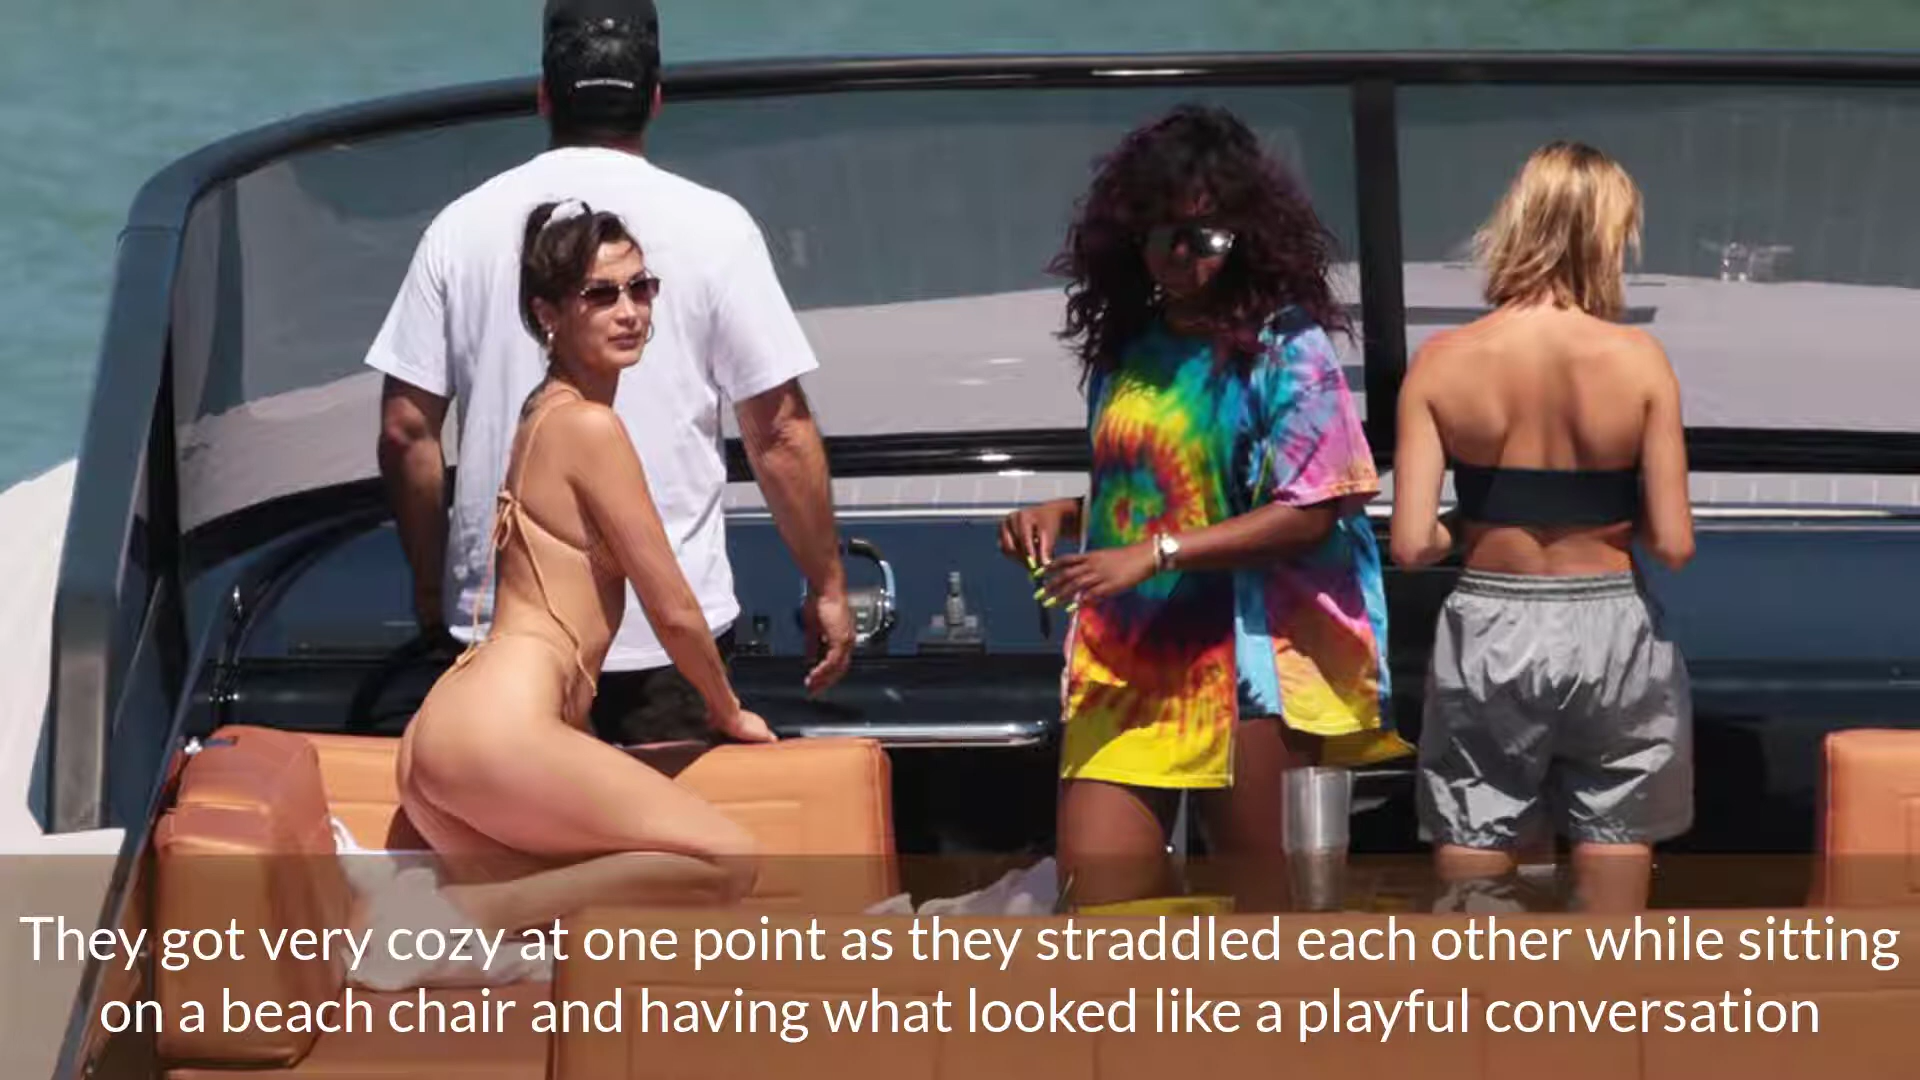 They got very cozy at one point as they straddled each other while sitting
on a beach chair and having what looked like a playful conversation